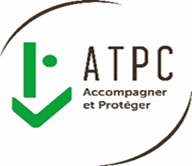 ATPC
Accompagner
et Protéger